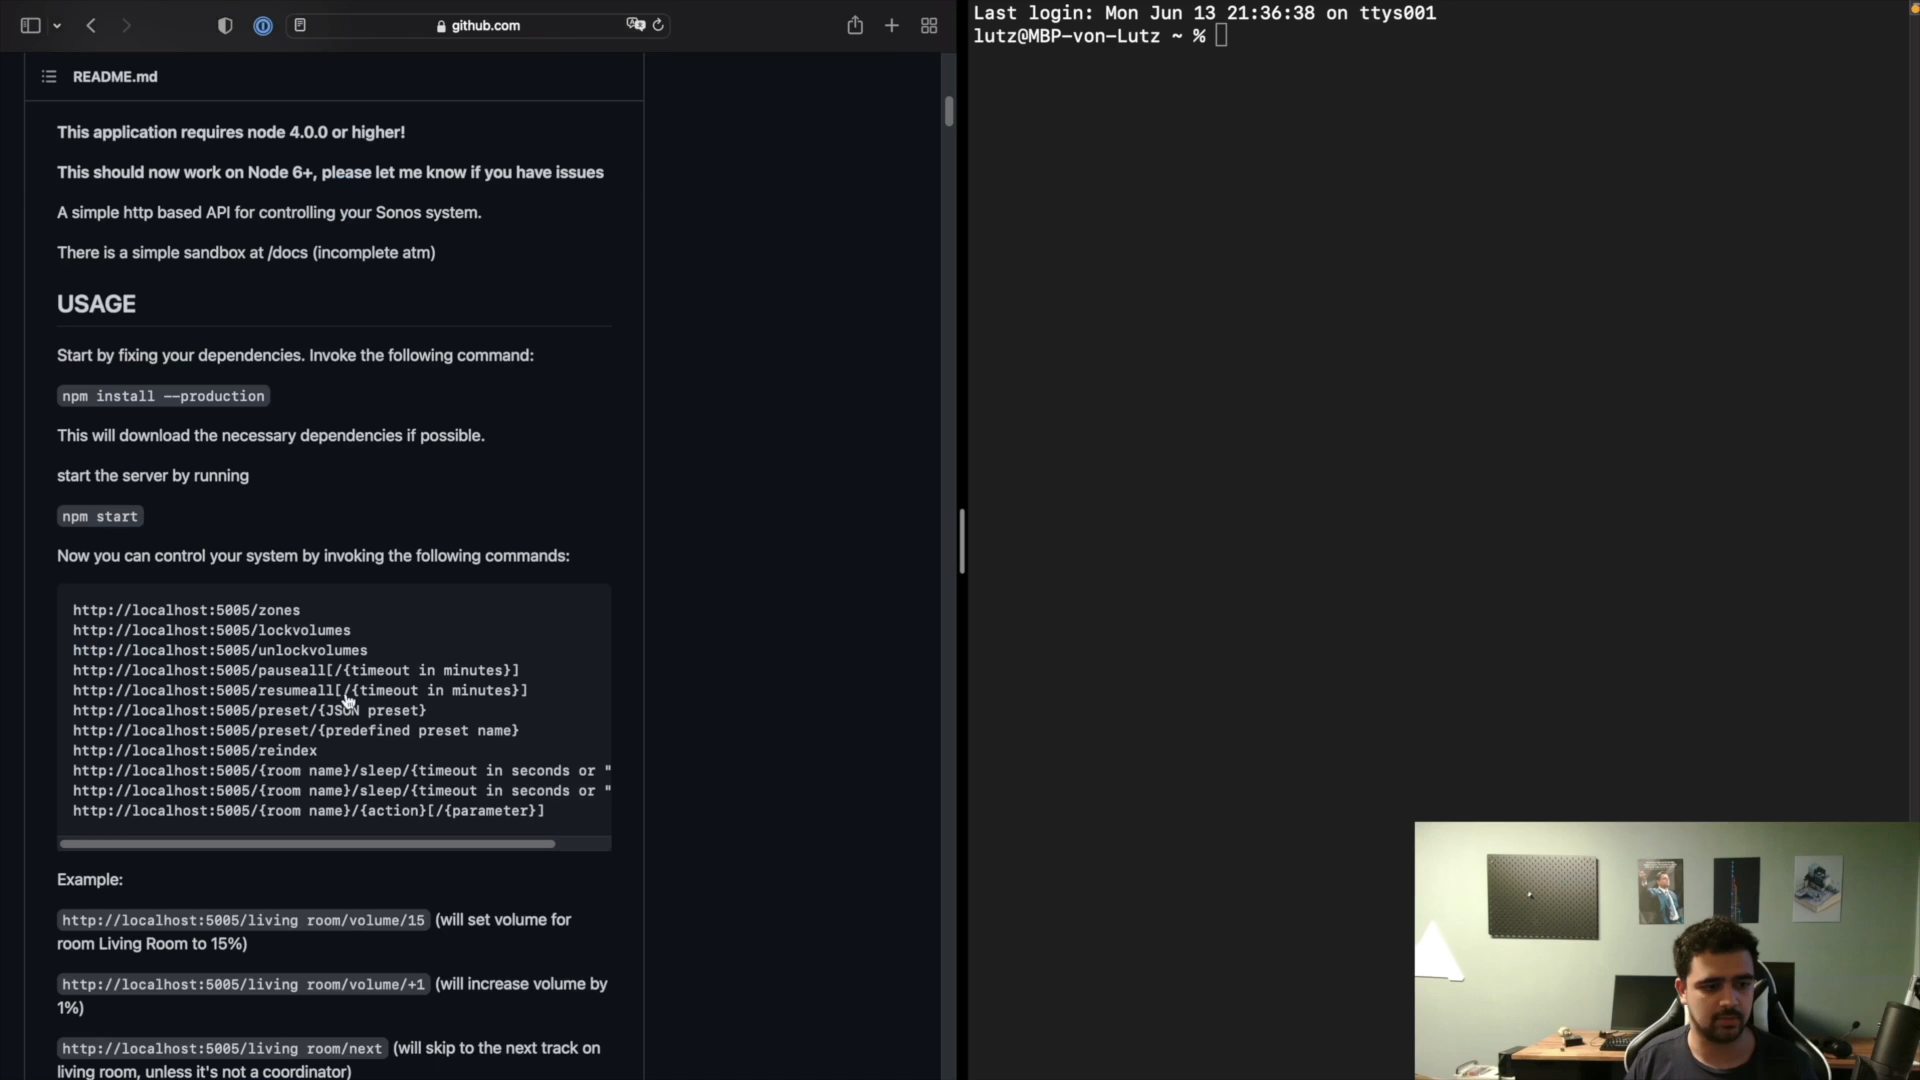 github.com
README.md
This application requires node 4.0.0 or higher!
This should now work on Node 6+, please let me know if you have issues
A simple http based API for controlling your Sonos system.
There is a simple sandbox at /docs (incomplete atm)
USAGE
Start by fixing your dependencies. Invoke the following command:
npm install --production
This will download the necessary dependencies if possible.
start the server by running
npm start
Now you can control your system by invoking the following commands:
http://localhost:5005/zones
http://localhost:5005/lockvolumes
http://localhost:5005/unlockvolumes
http://localhost:5005/pauseall[/{timeout in minutes}]
http://localhost:5005/resumeall[/{timeout in minutes}]
http://localhost:5005/preset/{JSON preset}
http://localhost:5005/preset/{predefined preset name}
http://localhost:5005/reindex
http://localhost:5005/{room name}/sleep/{timeout in seconds or "
http://localhost:5005/{room name}/sleep/{timeout in seconds or "
http://localhost:5005/{room name}/{action}[/{parameter}]
Example:
http://localhost:5005/living room/volume/15 (will set volume for
room Living Room to 15%)
http://localhost:5005/living room/volume/+1 (will increase volume by
1%)
http://localhost:5005/living room/next (will skip to the next track on
living room, unless it's not a coordinator)
Last login: Mon Jun 13 21:36:38 on ttys001
lutz@MBP-von-Lutz ~ %